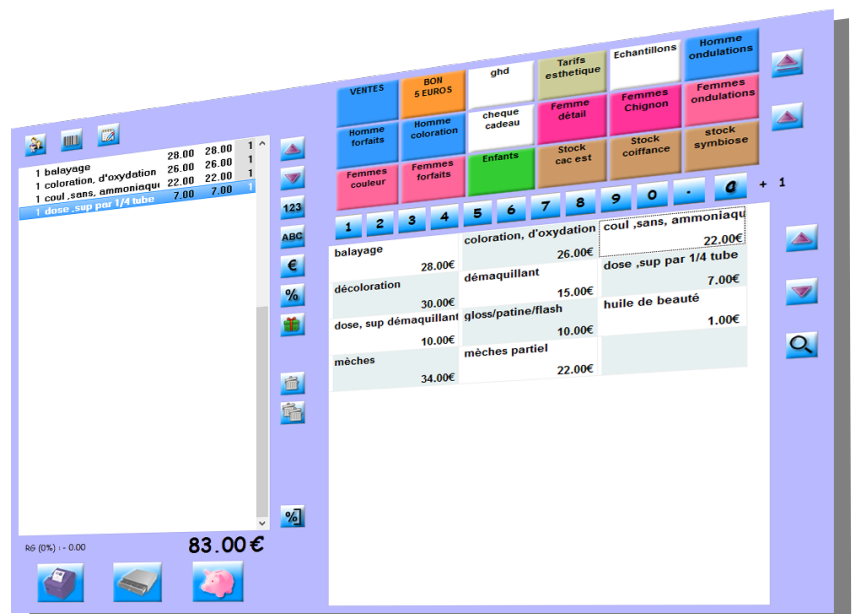 VENTES
BON
5 EUROS
ghd
Tarifs
esthetique
Echantillons
Homme
ondulations
Homme
forfaits
Homme
coloration
cheque
cadeau
Femme
détail
Femmes
Chignon
Femmes
ondulations
Femmes
couleur
Femmes
forfaits
Enfants
Stock
cac est
Stock
coiffance
stock
symbiose
1 balayage 28.00 28.00 1
1 coloration, d'oxydation 26.00 26.00 1
1 coul ,sans, ammoniaqu 22.00 22.00 1
1 dose ,sup par 1/4 tube 7.00 7.00 1
123
ABC
€
%
%]
1 2 3 4 5 6 7 8 9 0 . @ + 1
balayage
28.00€
coloration, d'oxydation
26.00€
coul ,sans, ammoniaqu
22.00€
décoloration
30.00€
démaquillant
15.00€
dose ,sup par 1/4 tube
7.00€
dose, sup démaquillant
10.00€
gloss/patine/flash
10.00€
huile de beauté
1.00€
mèches
34.00€
mèches partiel
22.00€
RG (0%) : - 0.00
83.00€